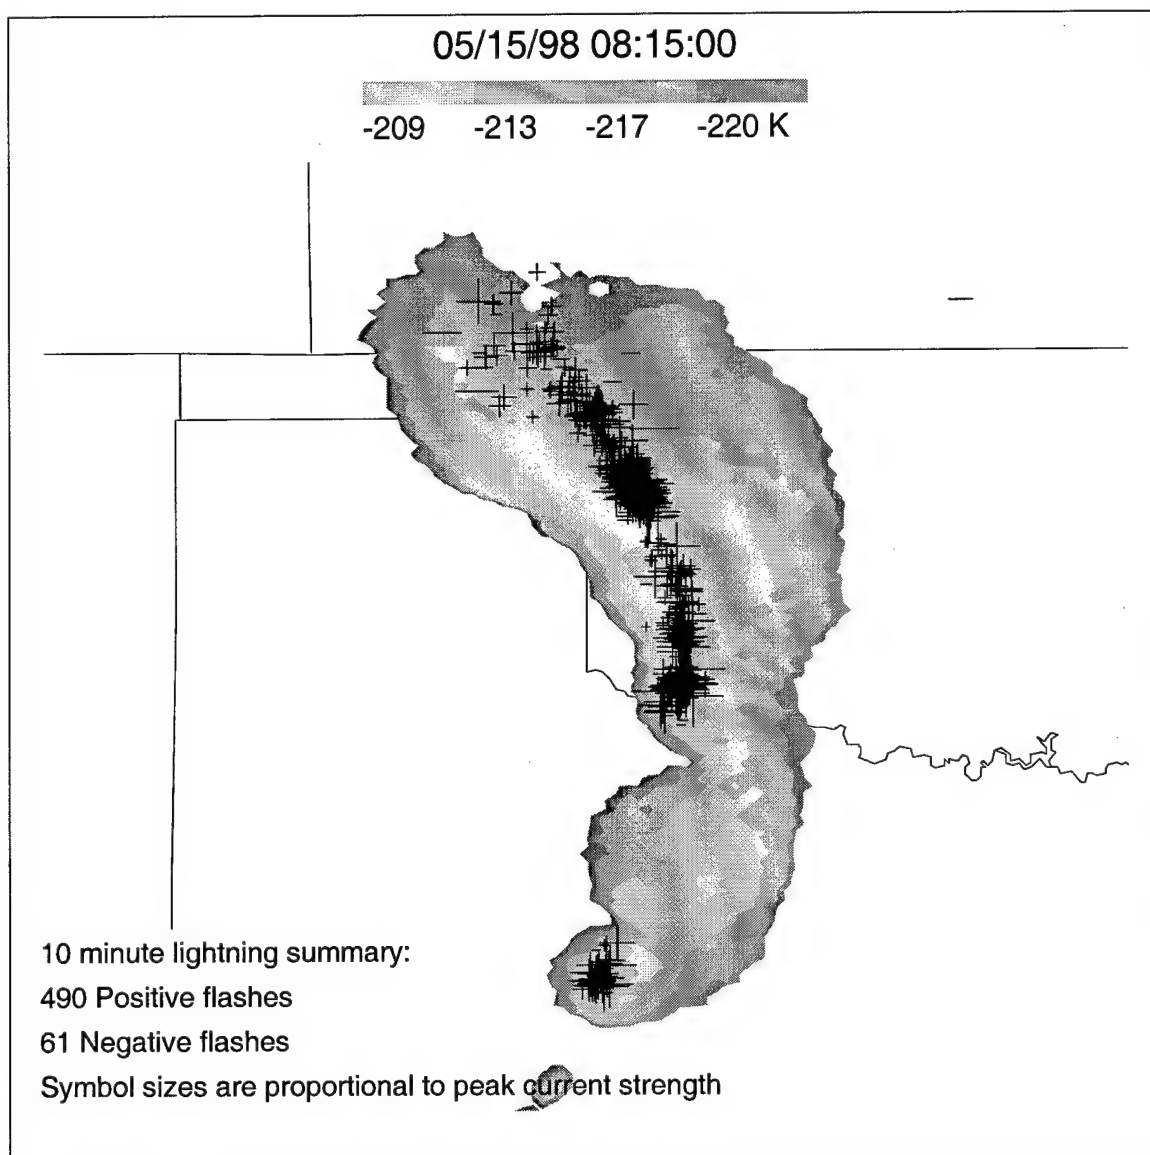 05/15/98 08:15:00
-209 -213 -217 -220 K
10 minute lightning summary:
490 Positive flashes
61 Negative flashes
Symbol sizes are proportional to peak current strength